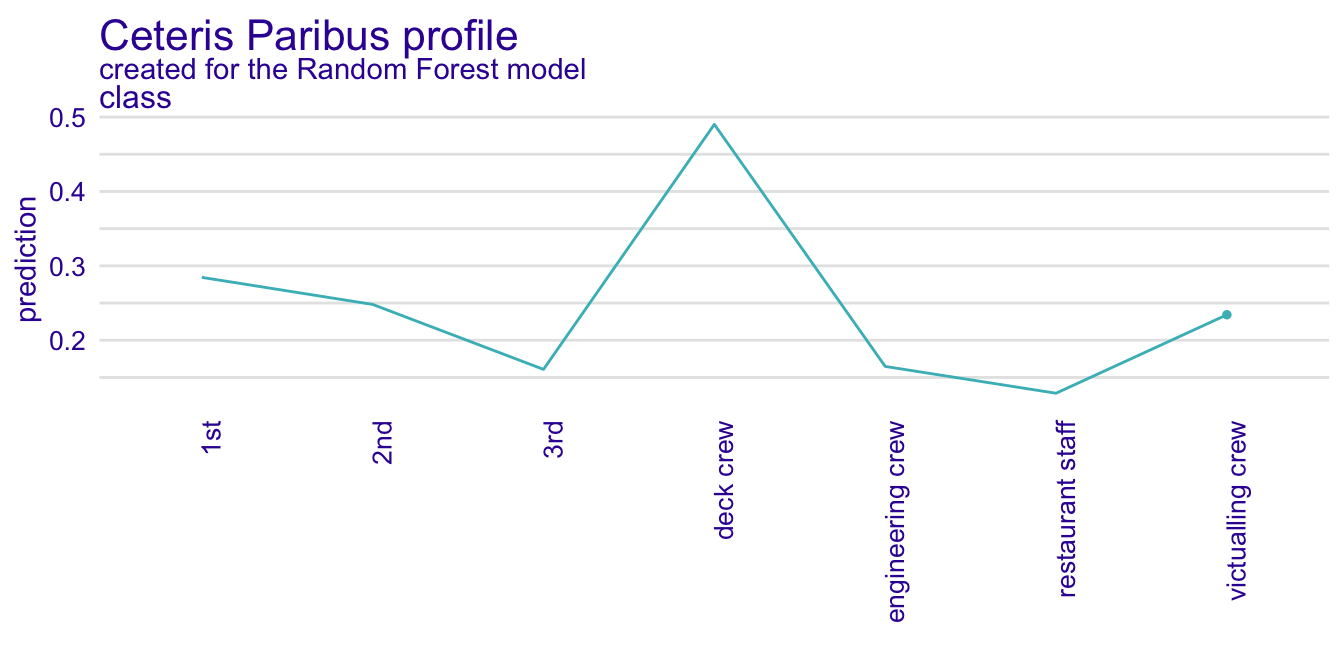 Ceteris Paribus profile
created for the Random Forest model
class
prediction
0.5
0.4
0.3
0.2
1st
2nd
3rd
deck crew
engineering crew
restaurant staff
victualling crew